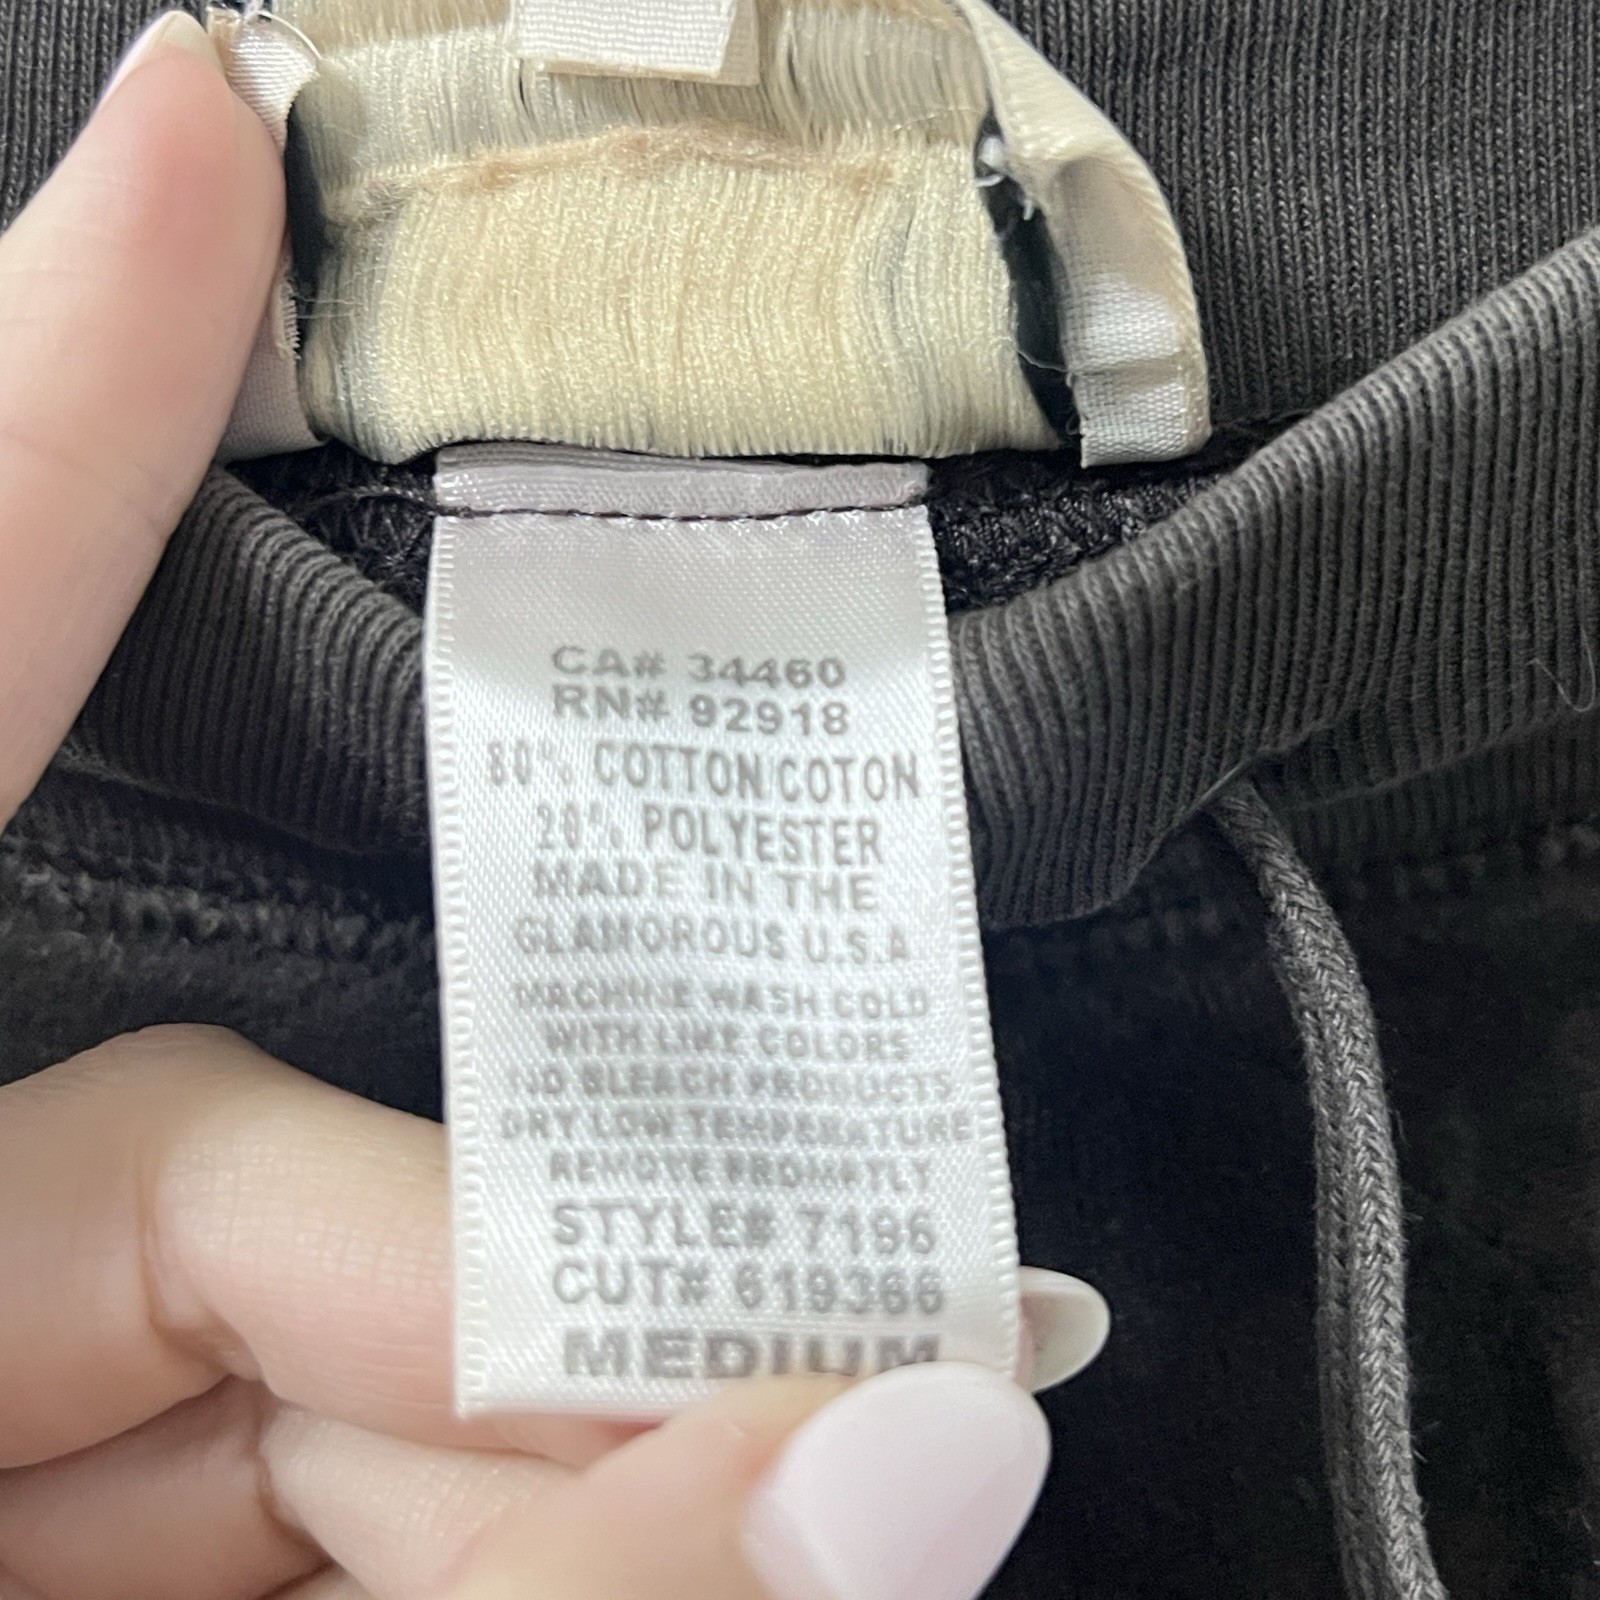 CA# 34460
RN# 92918
80% COTTON/COTON
20% POLYESTER
MADE IN THE
GLAMOROUS U.S.A
MACHINE WASH COLD
WITH LIKE COLORS
NO BLEACH PRODUCTS
DRY LOW TEMPERATURE
REMOVE PROMPTLY
STYLE# 7196
CUT# 619366
MEDIUM